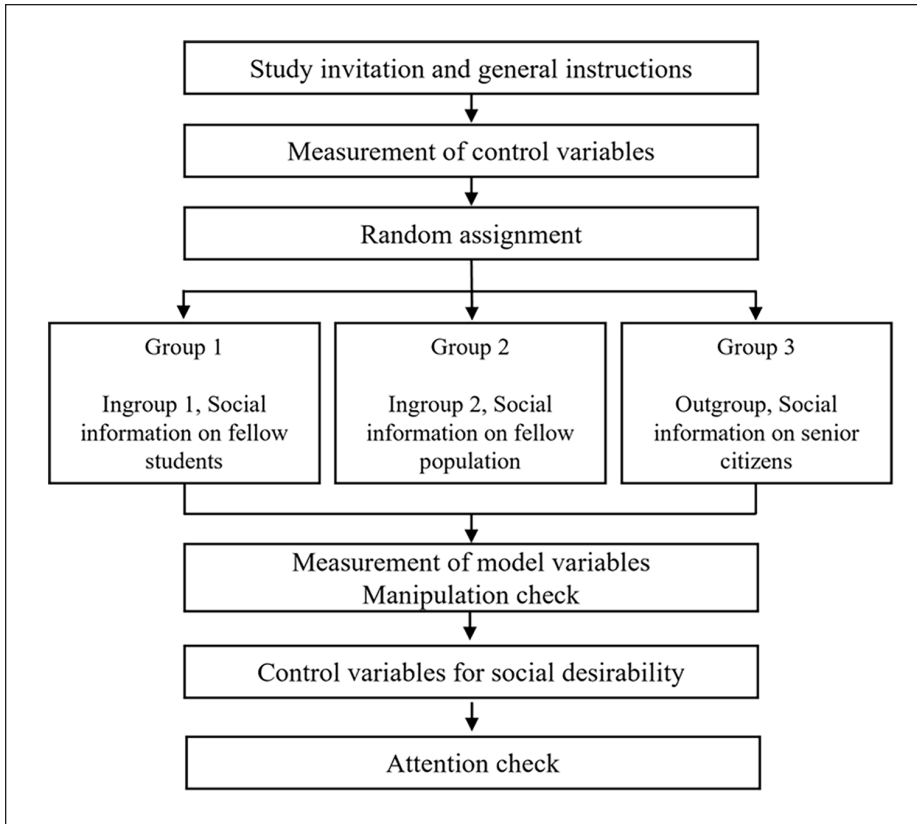 Study invitation and general instructions
Measurement of control variables
Random assignment
Group 1
Ingroup 1, Social
information on fellow
students
Group 2
Ingroup 2, Social
information on fellow
population
Group 3
Outgroup, Social
information on senior
citizens
Measurement of model variables
Manipulation check
Control variables for social desirability
Attention check